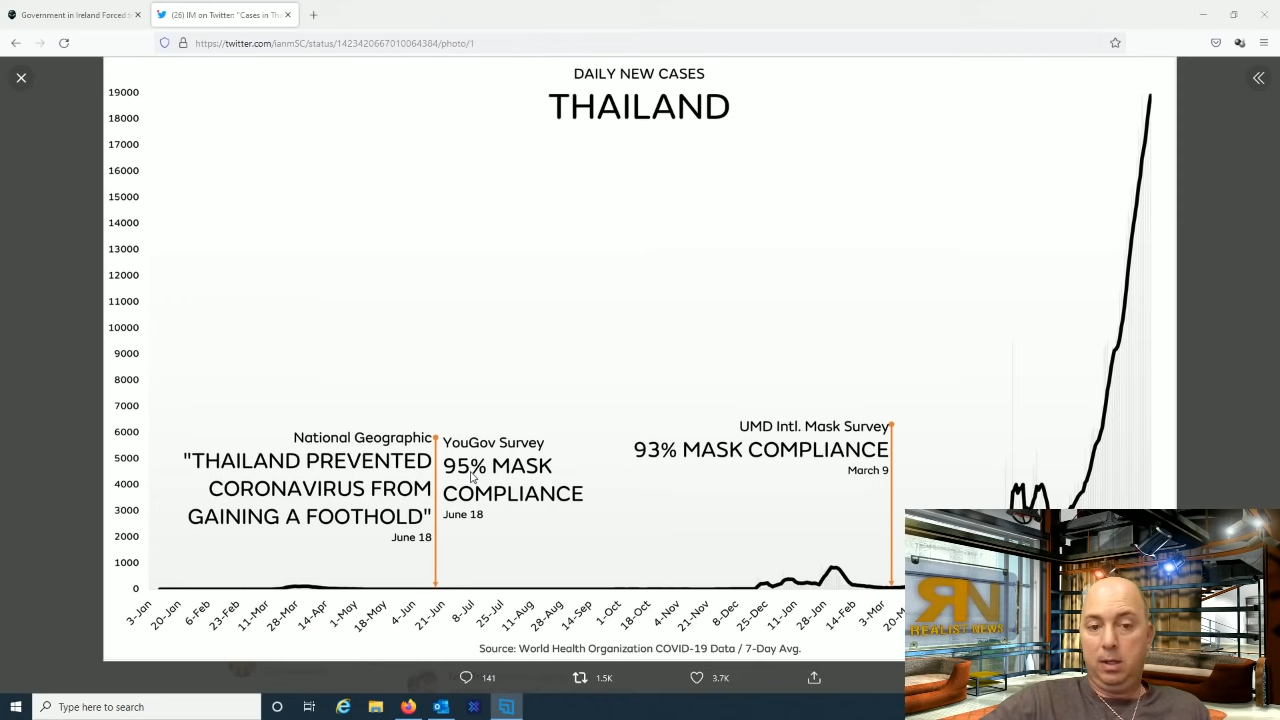 Government in Ireland Forced
(26) IM on Twitter: "Cases in Tha
https://twitter.com/ianmSC/status/1423420667010064384/photo/1
DAILY NEW CASES
THAILAND
19000
18000
17000
16000
15000
14000
13000
12000
11000
10000
9000
8000
7000
6000
5000
4000
3000
2000
1000
0
National Geographic
"THAILAND PREVENTED
CORONAVIRUS FROM
GAINING A FOOTHOLD"
June 18
YouGov Survey
95% MASK
COMPLIANCE
June 18
UMD Intl. Mask Survey
93% MASK COMPLIANCE
March 9
3-Jan
20-Jan
6-Feb
23-Feb
11-Mar
28-Mar
14-Apr
1-May
18-May
4-Jun
21-Jun
8-Jul
25-Jul
11-Aug
28-Aug
14-Sep
1-Oct
18-Oct
4-Nov
21-Nov
8-Dec
25-Dec
11-Jan
28-Jan
14-Feb
3-Mar
20-M
Source: World Health Organization COVID-19 Data / 7-Day Avg.
141
1.5K
3.7K
RN
REALIST NEWS
Type here to search